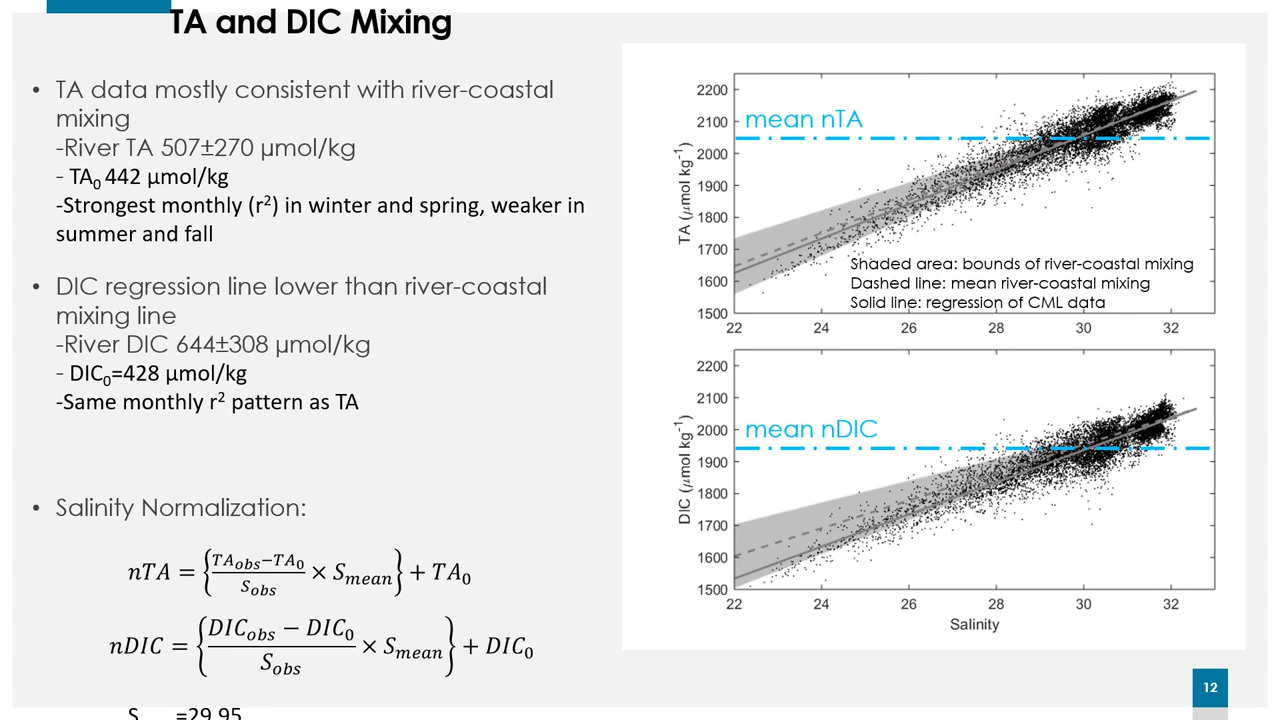 TA and DIC Mixing
• TA data mostly consistent with river-coastal
mixing
-River TA 507±270 µmol/kg
- TA₀ 442 µmol/kg
-Strongest monthly (r²) in winter and spring, weaker in
summer and fall
• DIC regression line lower than river-coastal
mixing line
-River DIC 644±308 µmol/kg
- DIC₀=428 µmol/kg
-Same monthly r² pattern as TA
• Salinity Normalization:
nTA = {(TA_obs−TA₀)/S_obs × S_mean} + TA₀
nDIC = {(DIC_obs − DIC₀)/S_obs × S_mean} + DIC₀
S =29.95
2200
2100
2000
1900
1800
1700
1600
1500
TA (µmol kg⁻¹)
mean nTA
Shaded area: bounds of river-coastal mixing
Dashed line: mean river-coastal mixing
Solid line: regression of CML data
22 24 26 28 30 32
2200
2100
2000
1900
1800
1700
1600
1500
DIC (µmol kg⁻¹)
mean nDIC
22 24 26 28 30 32
Salinity
12